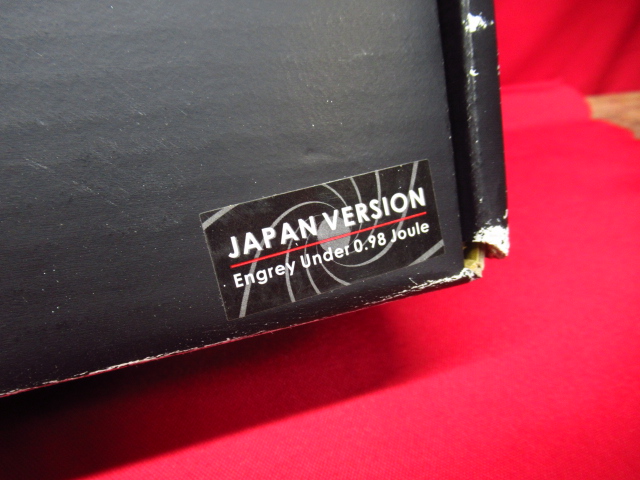 JAPAN VERSION
Engrey Under 0.98 Joule